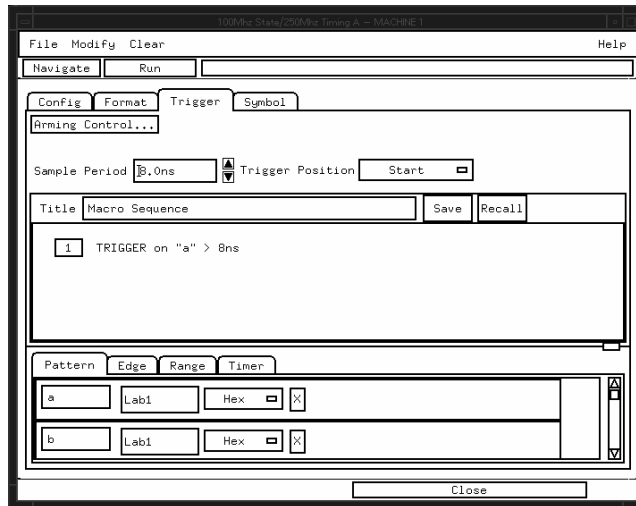 100Mhz State/250Mhz Timing A – MACHINE 1
File Modify Clear Help
Navigate Run
Config Format Trigger Symbol
Arming Control...
Sample Period 8.0ns Trigger Position Start
Title Macro Sequence Save Recall
1 TRIGGER on "a" > 8ns
Pattern Edge Range Timer
a Lab1 Hex X
b Lab1 Hex X
Close